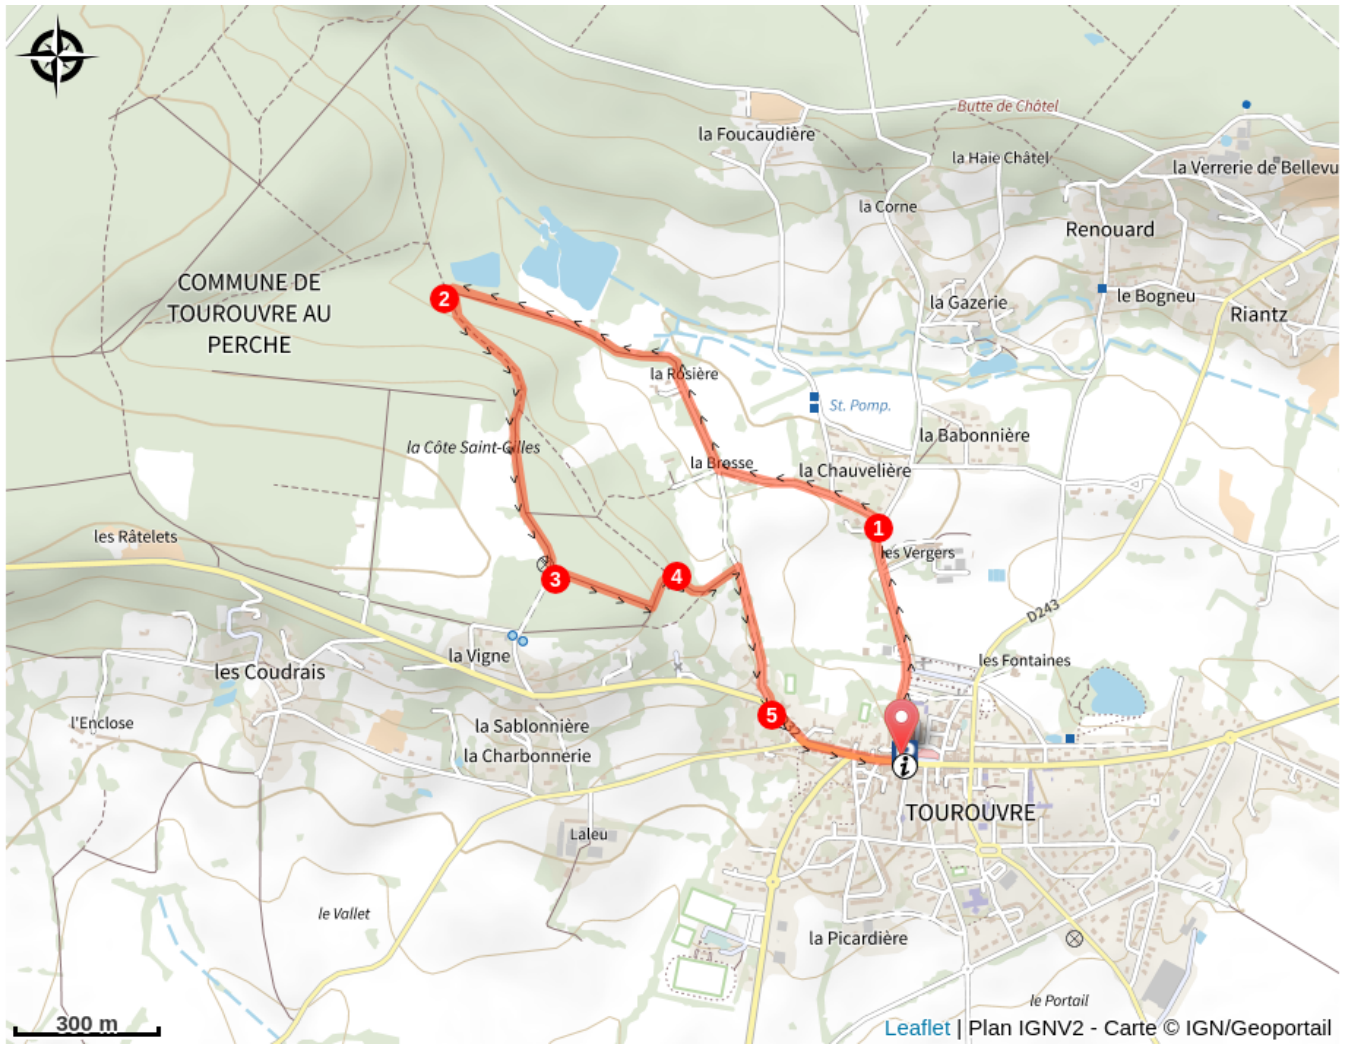 Butte de Châtel
la Foucaudière
la Haie Châtel
la Verrerie de Bellevu
la Corne
Renouard
COMMUNE DE
TOUROUVRE AU
PERCHE
2
la Gazerie
le Bogneu
Riantz
la Rosière
St. Pomp.
la Côte Saint-Gilles
la Babonnière
la Brosse
la Chauvelière
1
les Râtelets
les Vergers
3
4
D243
la Vigne
les Coudrais
les Fontaines
l'Enclose
5
la Sablonnière
la Charbonnerie
i
TOUROUVRE
Laleu
le Vallet
la Picardière
le Portail
300 m
Leaflet | Plan IGNV2 - Carte © IGN/Geoportail